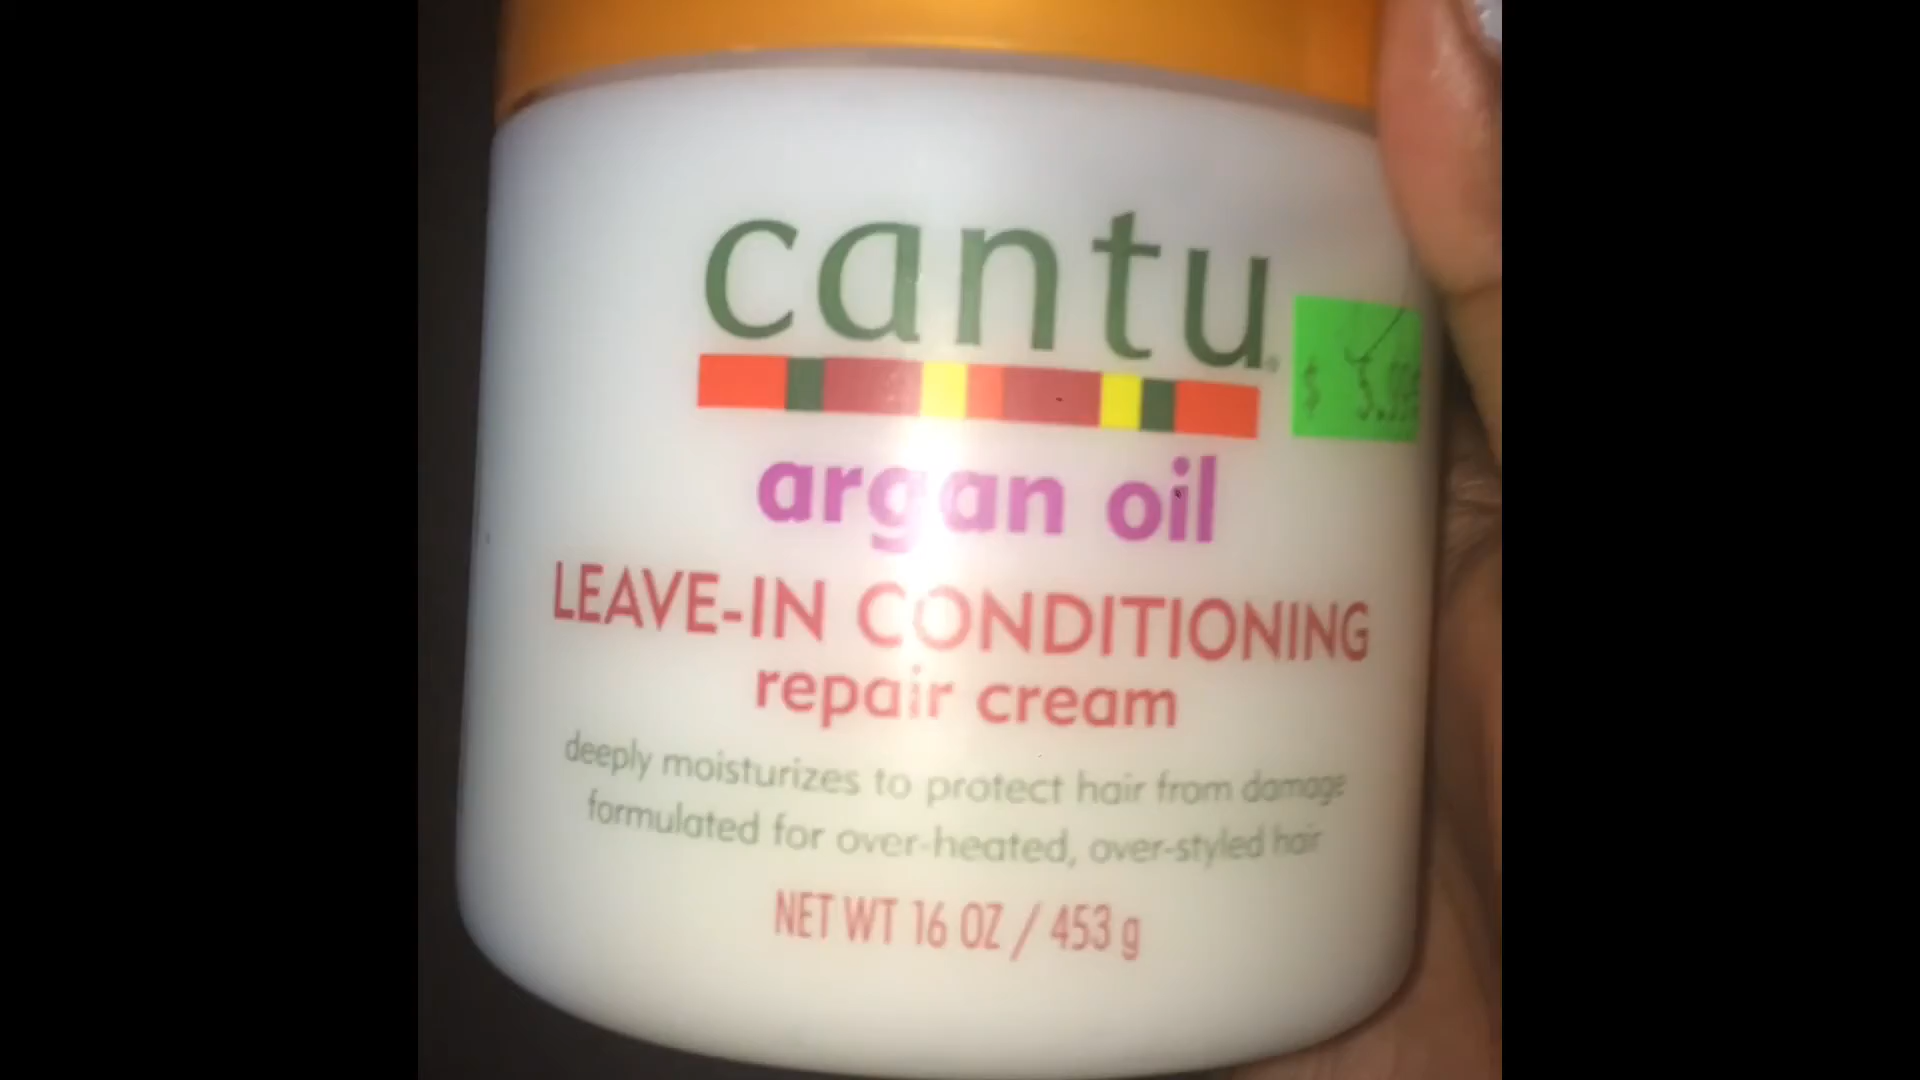 cantu
argan oil
LEAVE-IN CONDITIONING
repair cream
deeply moisturizes to protect hair from damage
formulated for over-heated, over-styled hair
NET WT 16 OZ / 453 g